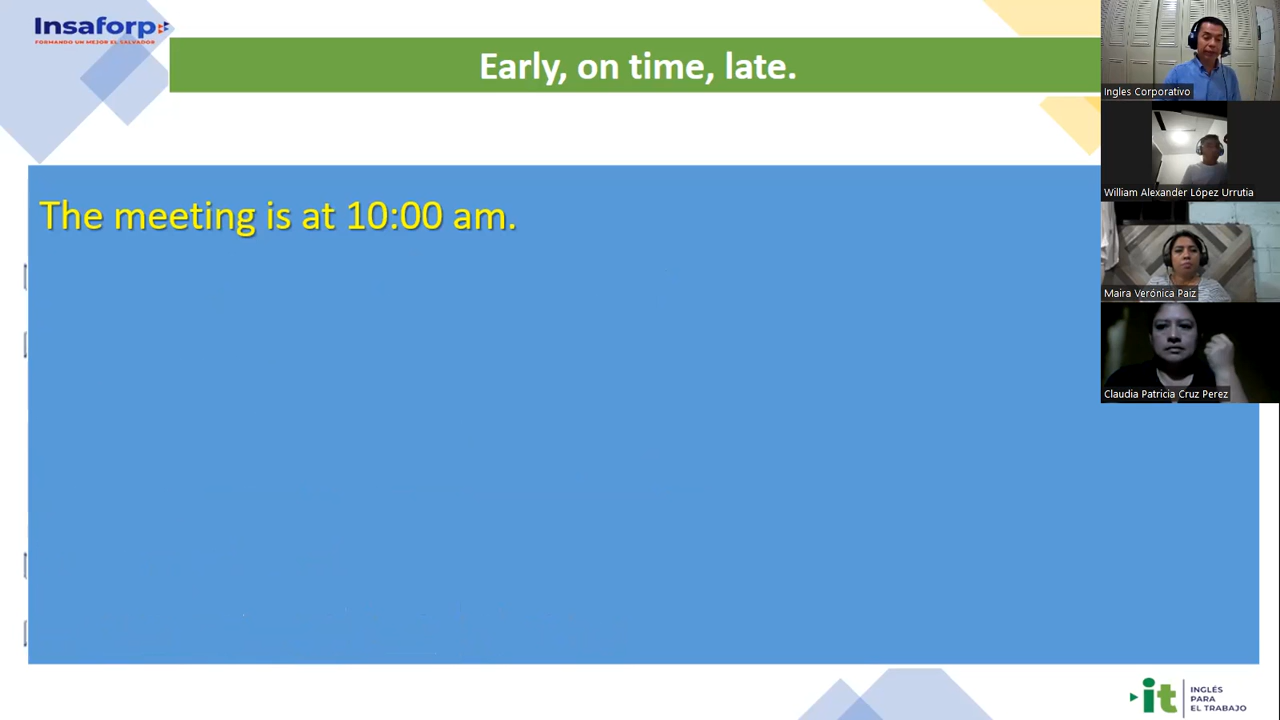 Insaforp
FORMANDO UN MEJOR EL SALVADOR
Early, on time, late.
The meeting is at 10:00 am.
Ingles Corporativo
William Alexander López Urrutia
Maira Verónica Paiz
Claudia Patricia Cruz Perez
it
INGLÉS
PARA
EL TRABAJO